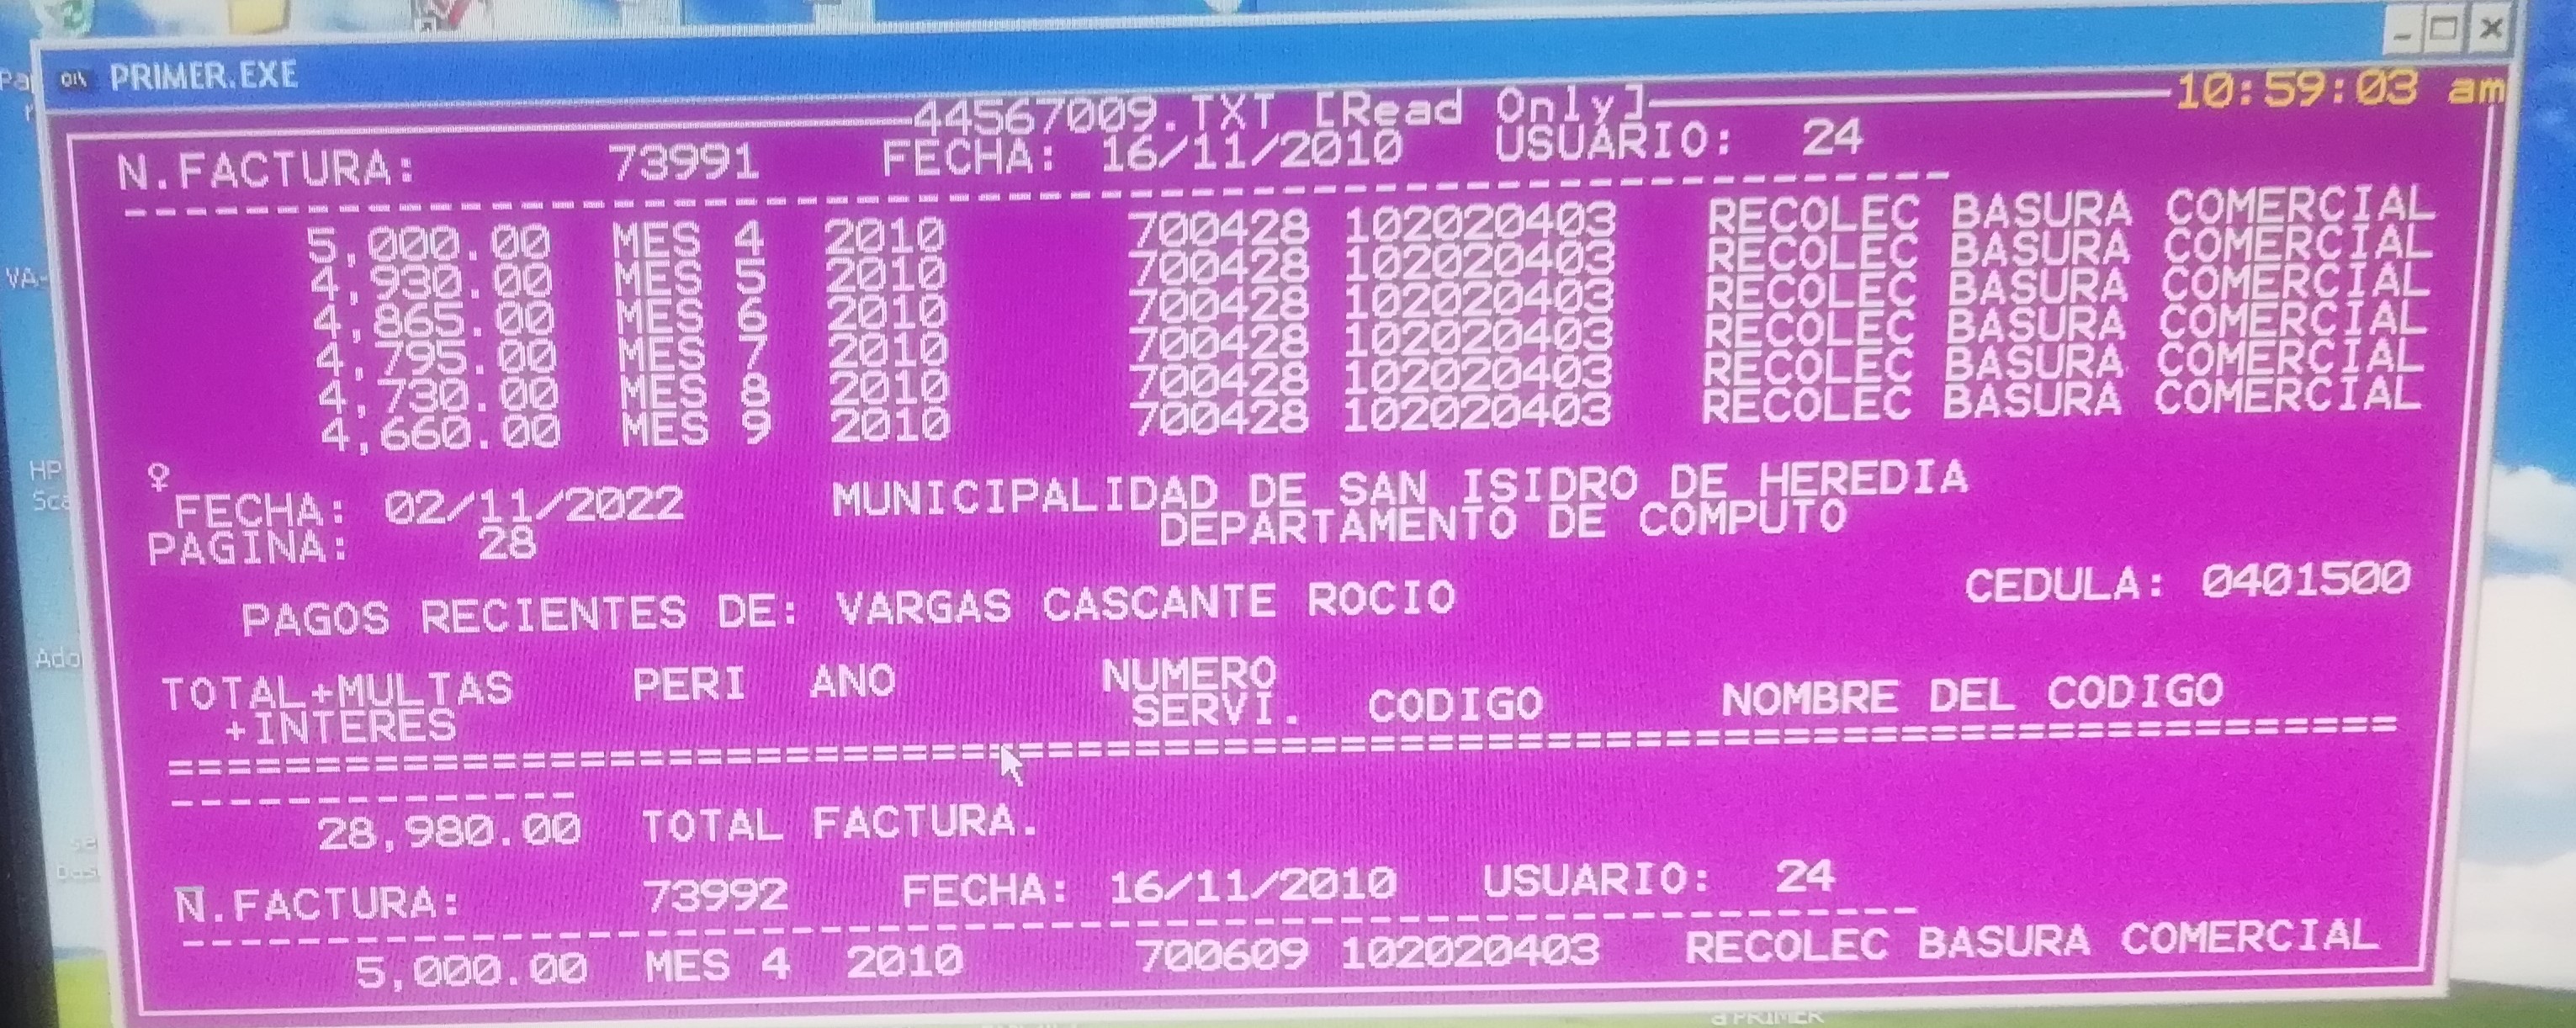 PRIMER.EXE
44567009.TXT [Read Only] 10:59:03 am
N.FACTURA: 73991 FECHA: 16/11/2010 USUARIO: 24
--------------------------------------------------------------
5,000.00 MES 4 2010 700428 102020403 RECOLEC BASURA COMERCIAL
4,930.00 MES 5 2010 700428 102020403 RECOLEC BASURA COMERCIAL
4,865.00 MES 6 2010 700428 102020403 RECOLEC BASURA COMERCIAL
4,795.00 MES 7 2010 700428 102020403 RECOLEC BASURA COMERCIAL
4,730.00 MES 8 2010 700428 102020403 RECOLEC BASURA COMERCIAL
4,660.00 MES 9 2010 700428 102020403 RECOLEC BASURA COMERCIAL
♀
FECHA: 02/11/2022 MUNICIPALIDAD DE SAN ISIDRO DE HEREDIA
PAGINA: 28 DEPARTAMENTO DE COMPUTO
PAGOS RECIENTES DE: VARGAS CASCANTE ROCIO CEDULA: 0401500
TOTAL+MULTAS PERI ANO NUMERO
+INTERES SERVI. CODIGO NOMBRE DEL CODIGO
============================================================================
--------------
28,980.00 TOTAL FACTURA.
N.FACTURA: 73992 FECHA: 16/11/2010 USUARIO: 24
--------------------------------------------------------------
5,000.00 MES 4 2010 700609 102020403 RECOLEC BASURA COMERCIAL
HP
a PRIMER